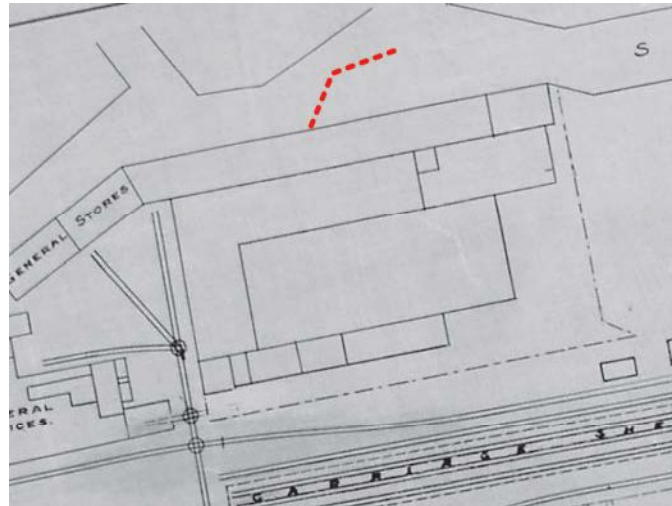 S
GENERAL STORES
ERAL
ICES.
CARRIAGE SHE